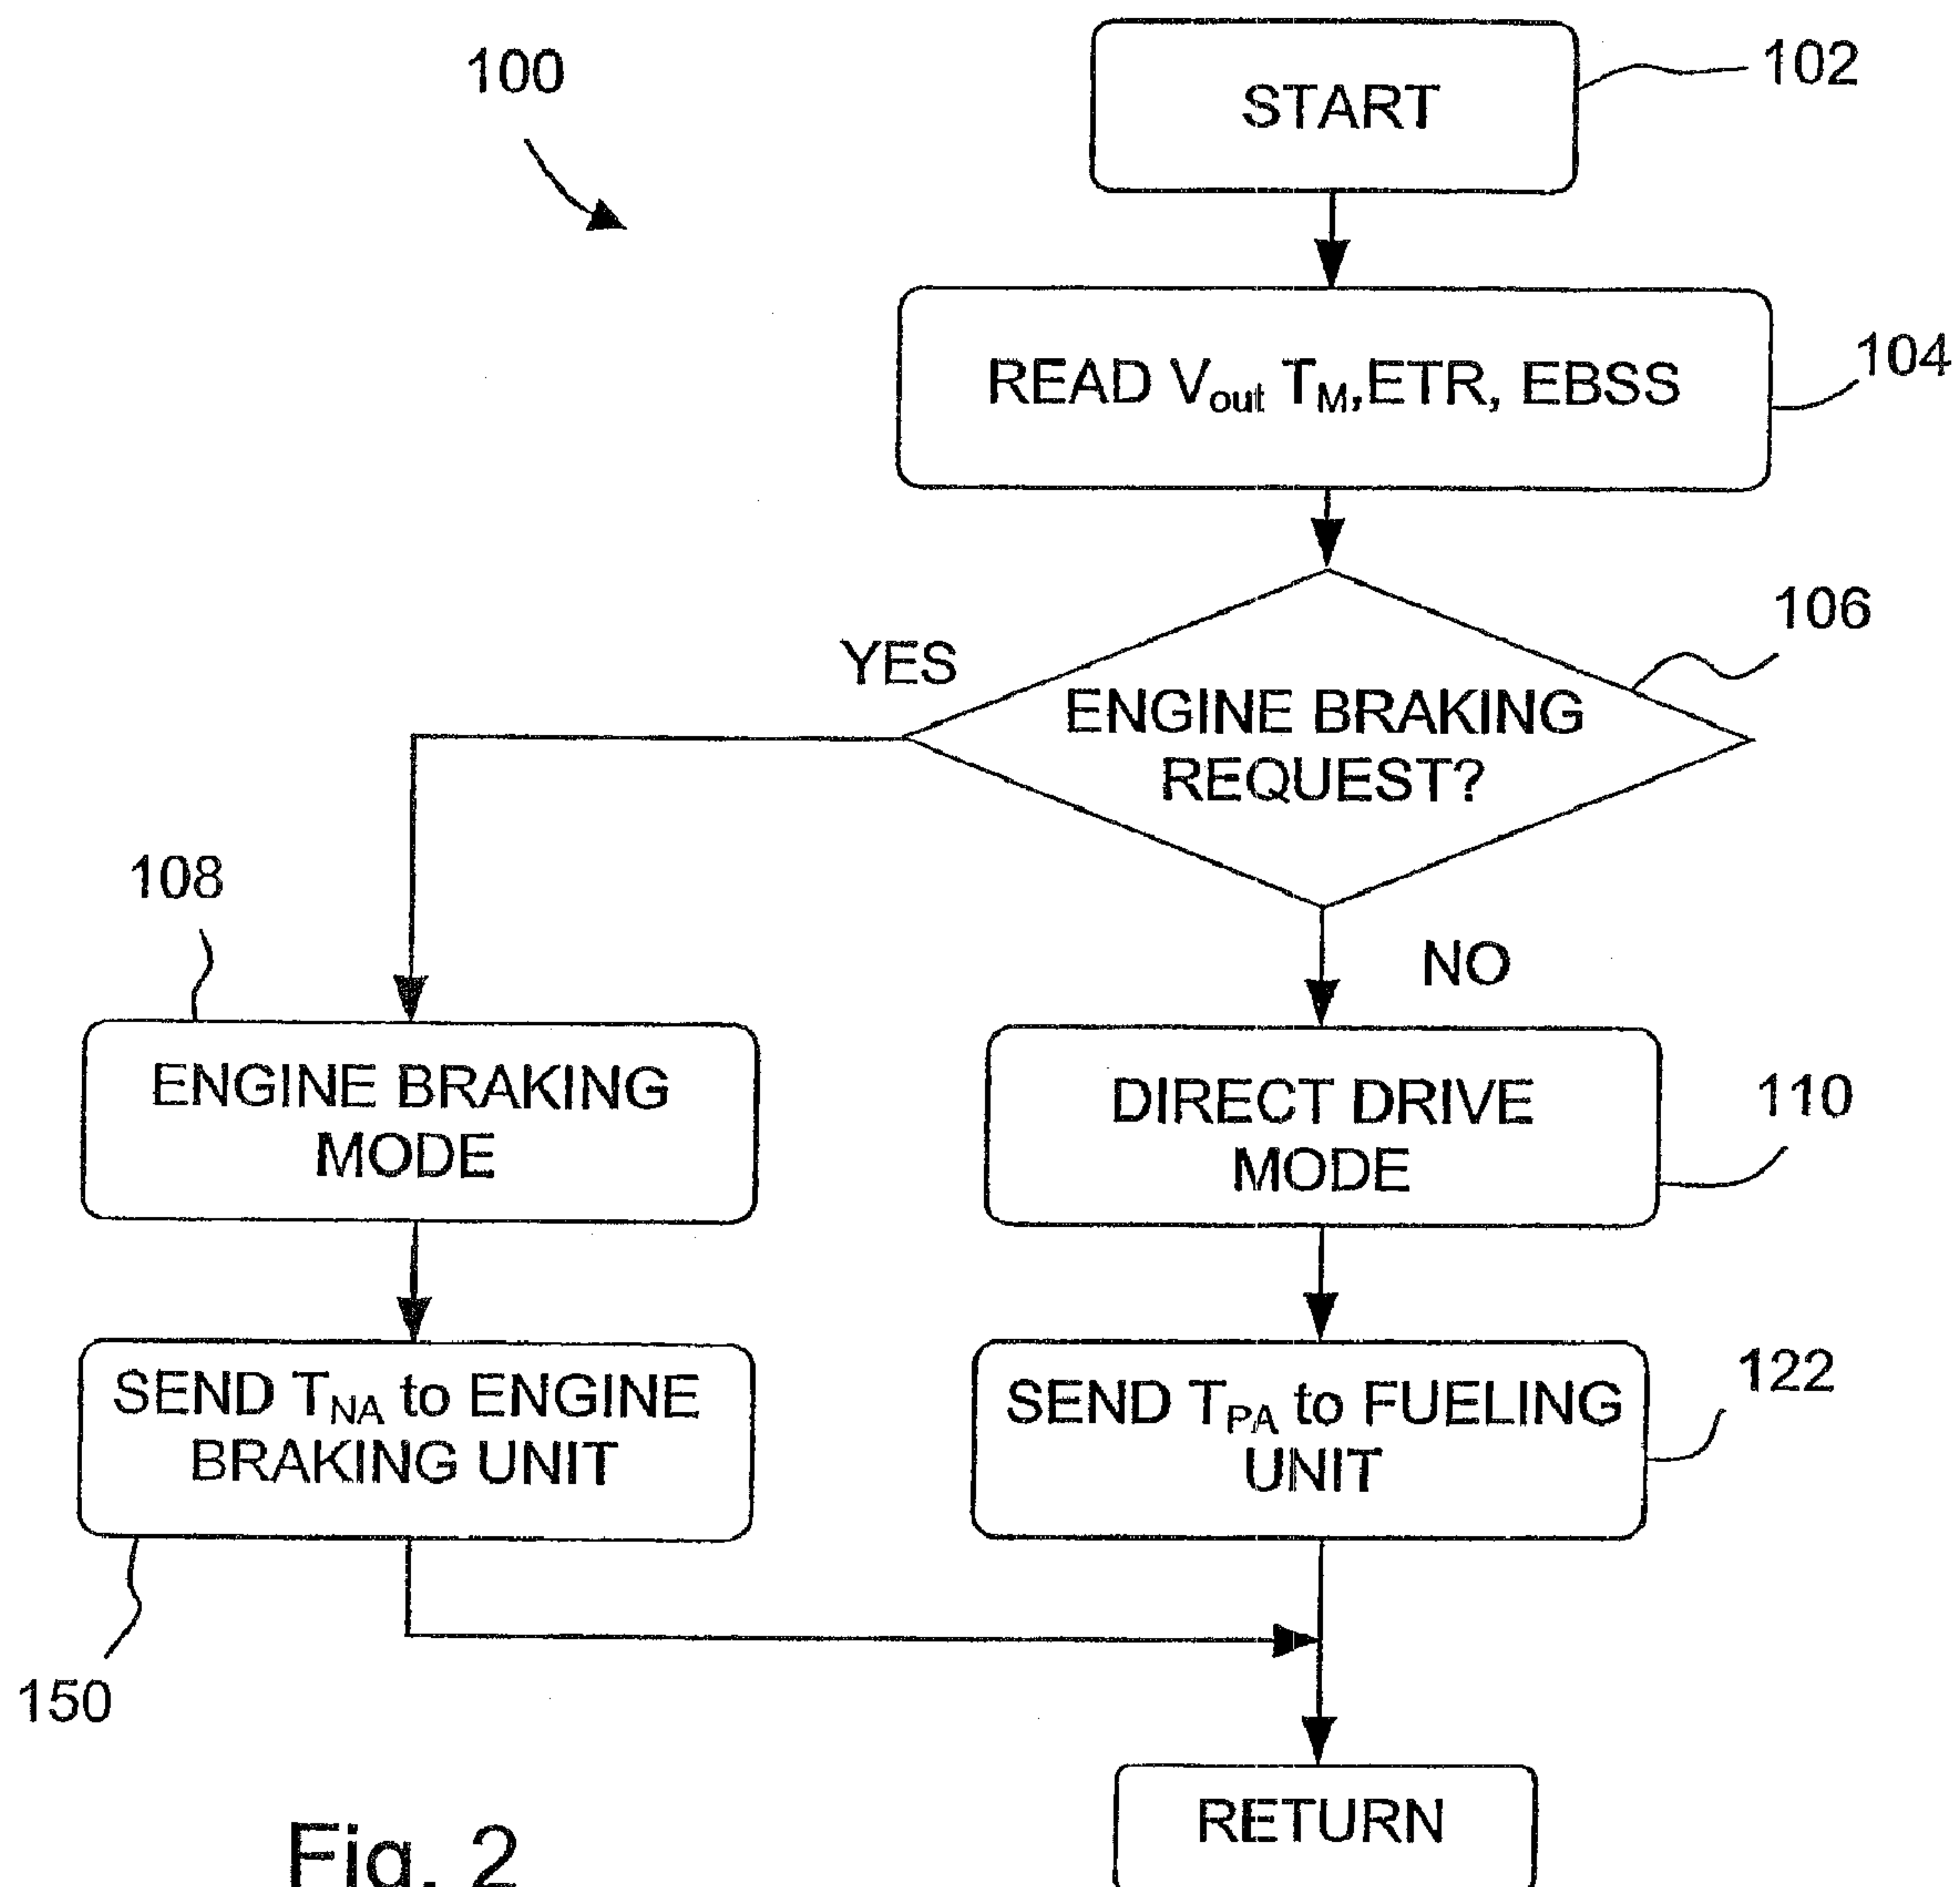 100
START
102
READ Vout TM,ETR, EBSS
104
106
YES
ENGINE BRAKING
REQUEST?
108
NO
ENGINE BRAKING
MODE
DIRECT DRIVE
MODE
110
SEND TNA to ENGINE
BRAKING UNIT
SEND TPA to FUELING
UNIT
122
150
RETURN
Fig. 2